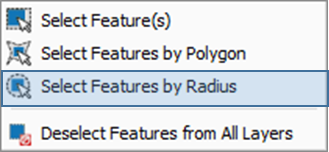 Select Feature(s)
Select Features by Polygon
Select Features by Radius
Deselect Features from All Layers